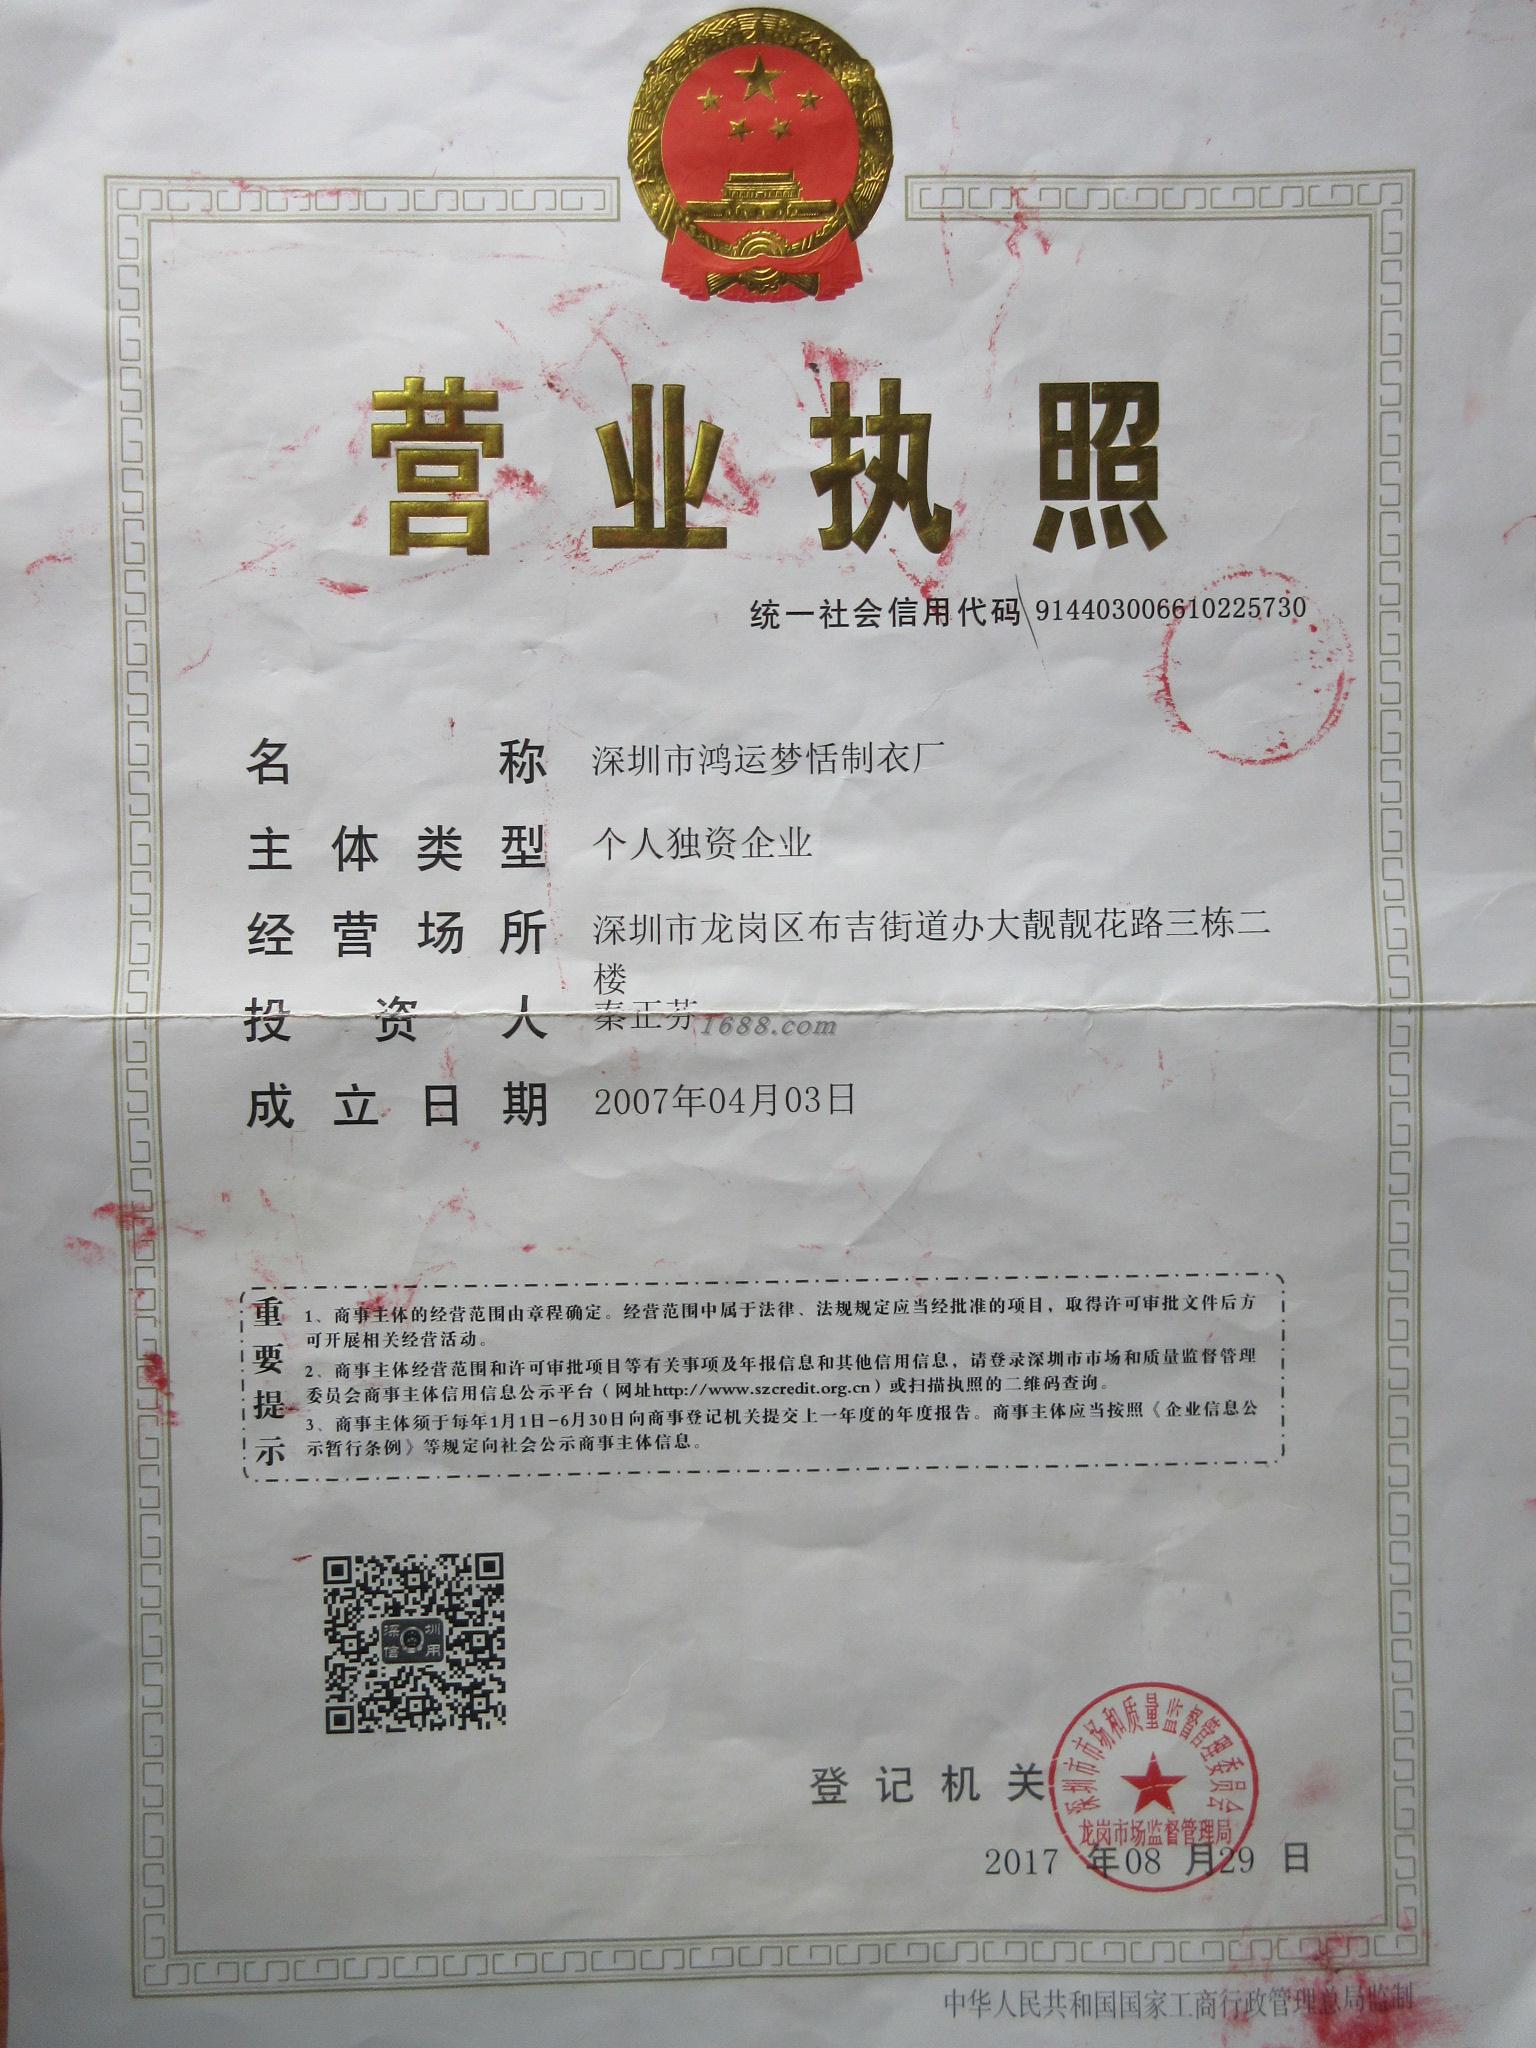 营业执照
统一社会信用代码 914403006610225730
名称 深圳市鸿运梦恬制衣厂
主体类型 个人独资企业
经营场所 深圳市龙岗区布吉街道办大靓靓花路三栋二
楼
投资人 秦正芬
1688.com
成立日期 2007年04月03日
重要提示
1、商事主体的经营范围由章程确定。经营范围中属于法律、法规规定应当经批准的项目，取得许可审批文件后方
可开展相关经营活动。
2、商事主体经营范围和许可审批项目等有关事项及年报信息和其他信用信息，请登录深圳市市场和质量监督管理
委员会商事主体信用信息公示平台（网址http://www.szcredit.org.cn）或扫描执照的二维码查询。
3、商事主体须于每年1月1日-6月30日向商事登记机关提交上一年度的年度报告。商事主体应当按照《企业信息公
示暂行条例》等规定向社会公示商事主体信息。
深圳
信用
登记机关
深圳市市场和质量监督管理委员会
龙岗市场监督管理局
2017 年08 月29 日
中华人民共和国国家工商行政管理总局监制